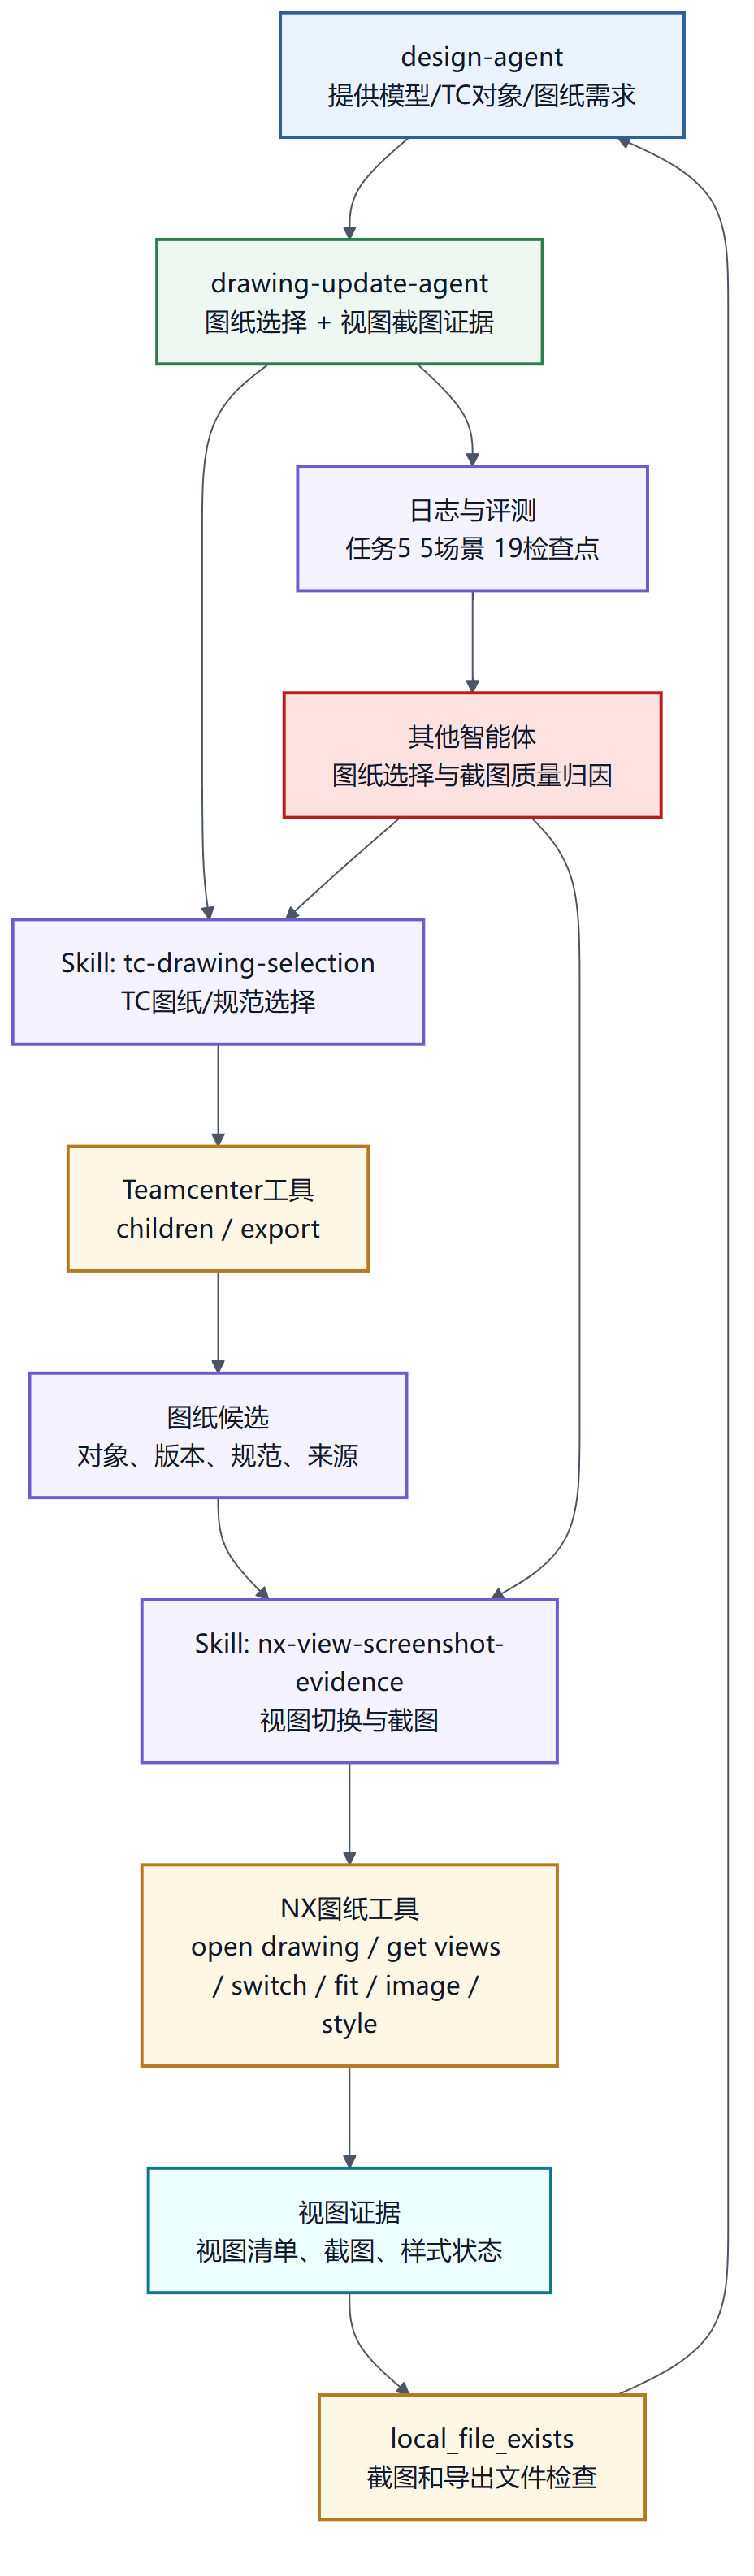 design-agent
提供模型/TC对象/图纸需求
drawing-update-agent
图纸选择 + 视图截图证据
日志与评测
任务5 5场景 19检查点
其他智能体
图纸选择与截图质量归因
Skill: tc-drawing-selection
TC图纸/规范选择
Teamcenter工具
children / export
图纸候选
对象、版本、规范、来源
Skill: nx-view-screenshot-
evidence
视图切换与截图
NX图纸工具
open drawing / get views
/ switch / fit / image /
style
视图证据
视图清单、截图、样式状态
local_file_exists
截图和导出文件检查